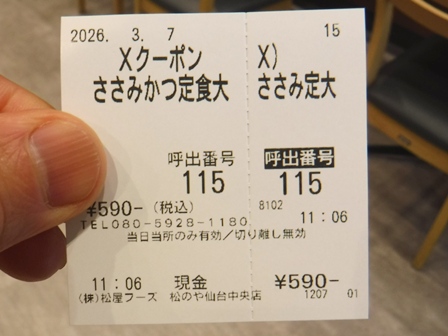 2026. 3. 7 15
Xクーポン X)
ささみかつ定食大 ささみ定大
呼出番号 呼出番号
115 115
¥590-(税込) 8102
TEL080-5928-1180 11:06
当日当所のみ有効/切り離し無効
11:06 現金 ¥590-
(株)松屋フーズ 松のや仙台中央店 1207 01